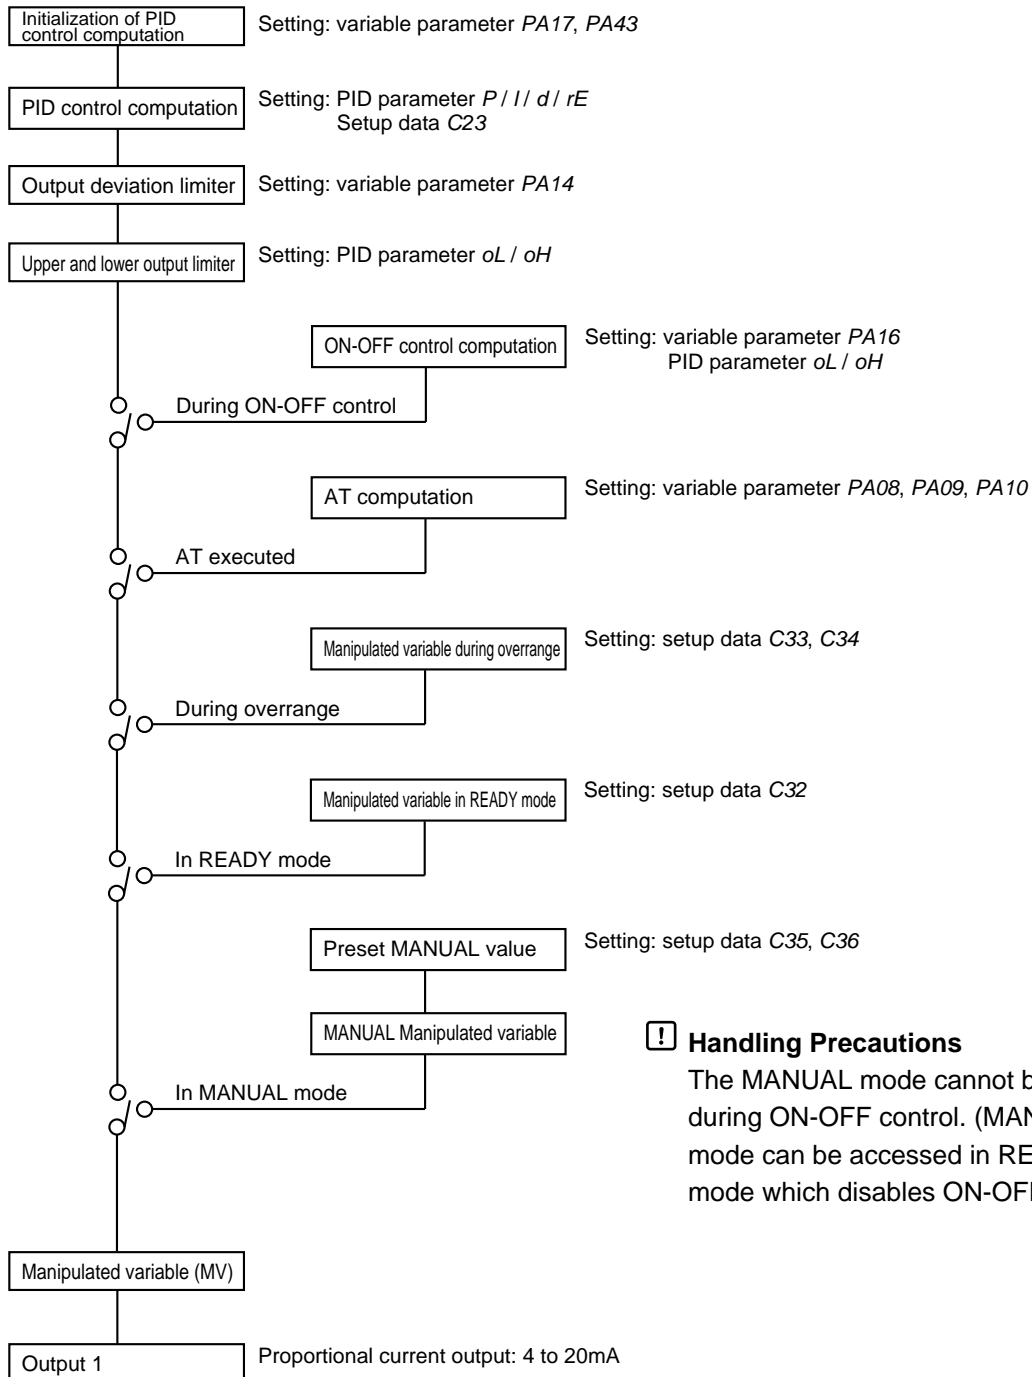 Initialization of PID
control computation
Setting: variable parameter PA17, PA43
PID control computation
Setting: PID parameter P / I / d / rE
Setup data C23
Output deviation limiter
Setting: variable parameter PA14
Upper and lower output limiter
Setting: PID parameter oL / oH
ON-OFF control computation
Setting: variable parameter PA16
PID parameter oL / oH
During ON-OFF control
AT computation
Setting: variable parameter PA08, PA09, PA10
AT executed
Manipulated variable during overrange
Setting: setup data C33, C34
During overrange
Manipulated variable in READY mode
Setting: setup data C32
In READY mode
Preset MANUAL value
Setting: setup data C35, C36
MANUAL Manipulated variable
In MANUAL mode
! Handling Precautions
The MANUAL mode cannot
during ON-OFF control.
mode can be accessed in
mode which disables
Manipulated variable (MV)
Output 1
Proportional current output: 4 to 20mA